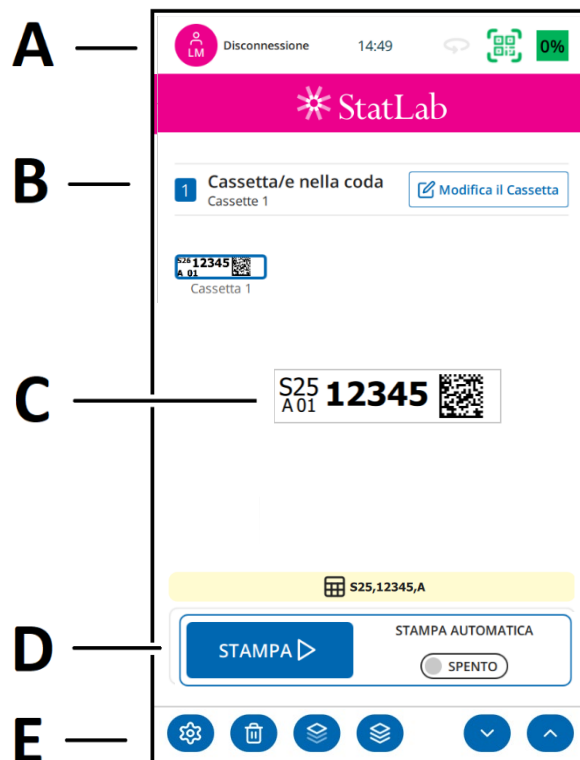 A
LM
Disconnessione
14:49
0%
StatLab
B
1
Cassetta/e nella coda
Cassette 1
Modifica il Cassetta
S26 12345
A 01
Cassetta 1
C
S25
A 01
12345
S25,12345,A
D
STAMPA
STAMPA AUTOMATICA
SPENTO
E